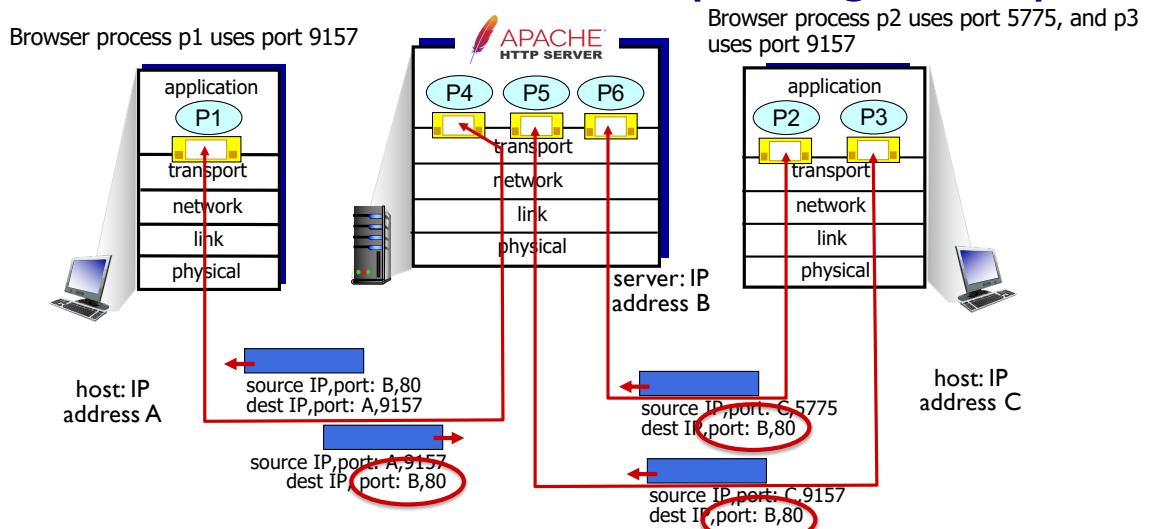 Browser process p1 uses port 9157
APACHE
HTTP SERVER
Browser process p2 uses port 5775, and p3
uses port 9157
application
P1
transport
network
link
physical
P4
P5
P6
transport
network
link
physical
application
P2
P3
transport
network
link
physical
server: IP
address B
host: IP
address A
source IP,port: B,80
dest IP,port: A,9157
source IP,port: A,9157
dest IP, port: B,80
source IP,port: C,5775
dest IP,port: B,80
source IP,port: C,9157
dest IP,port: B,80
host: IP
address C